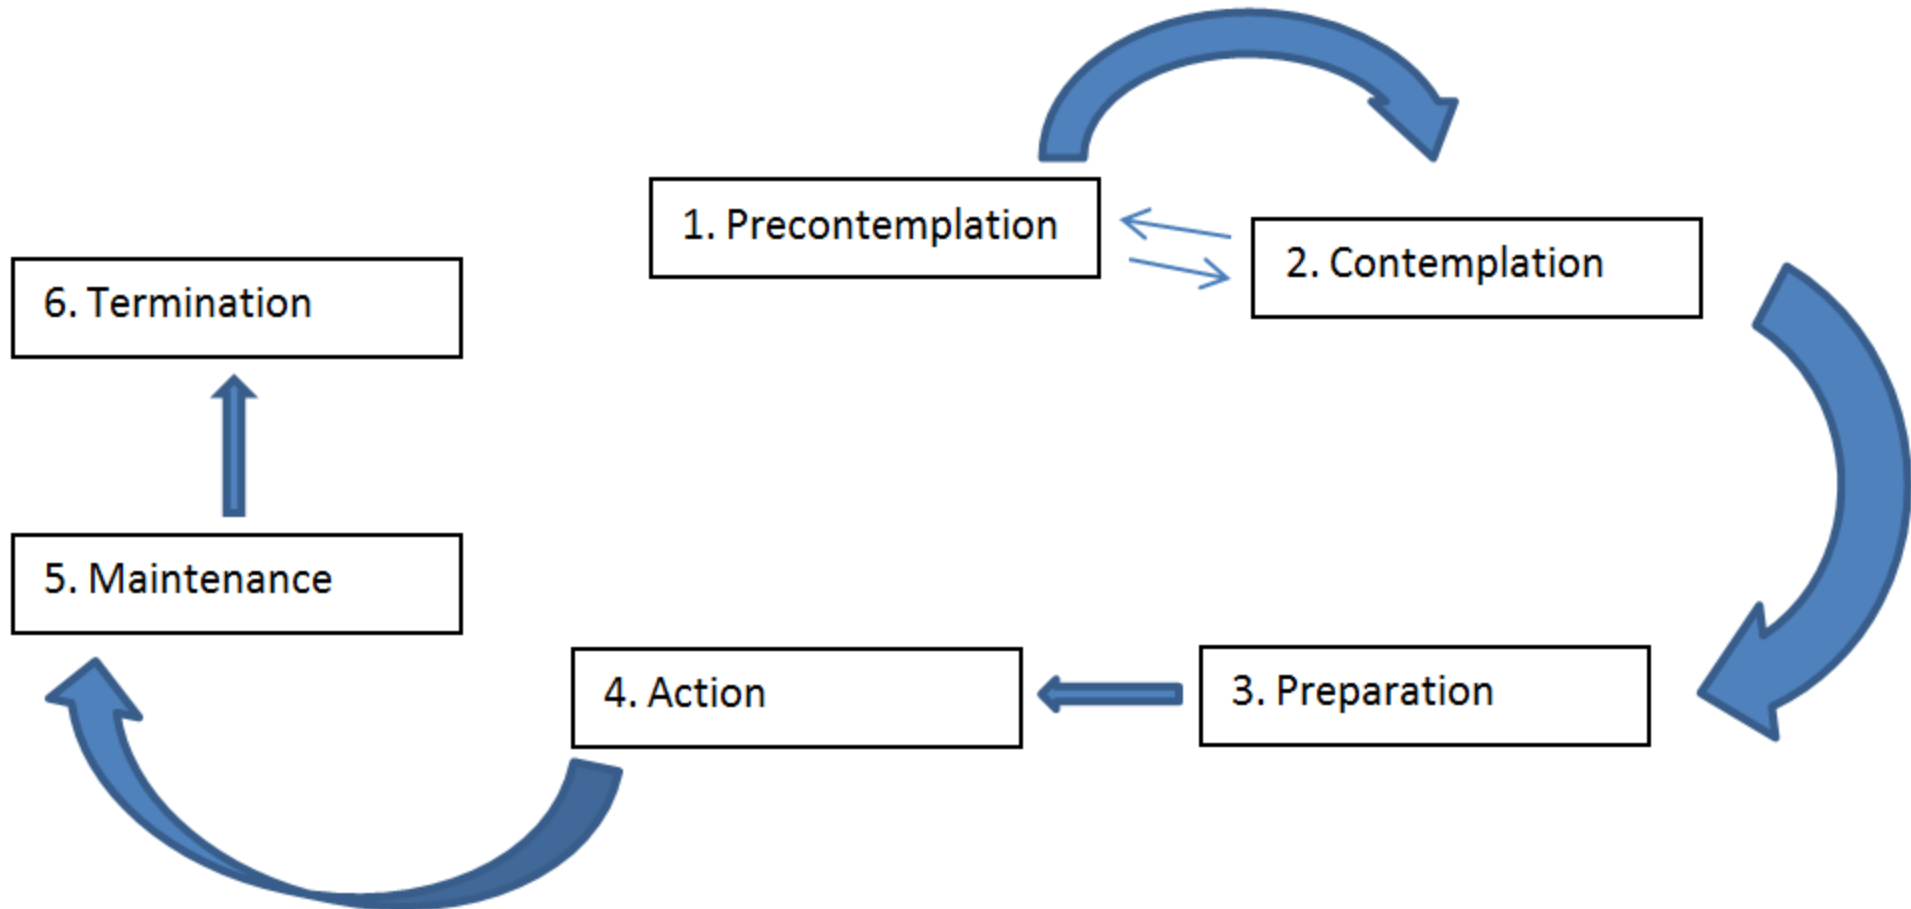 1. Precontemplation
2. Contemplation
3. Preparation
4. Action
5. Maintenance
6. Termination